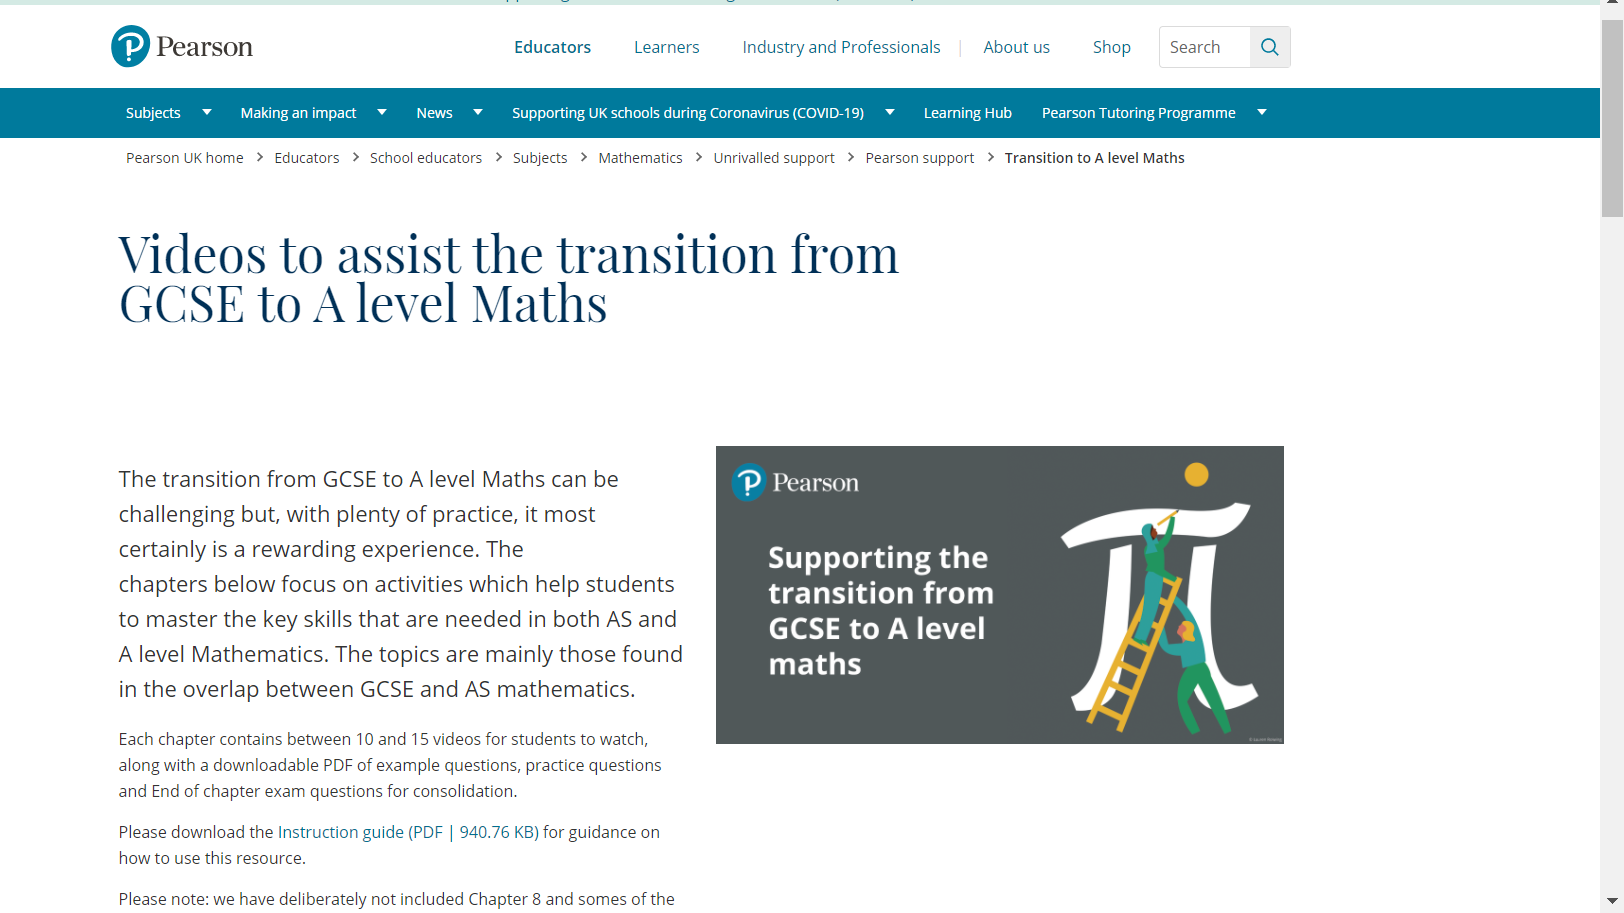 Pearson
Educators Learners Industry and Professionals About us Shop Search
Subjects Making an impact News Supporting UK schools during Coronavirus (COVID-19) Learning Hub Pearson Tutoring Programme
Pearson UK home > Educators > School educators > Subjects > Mathematics > Unrivalled support > Pearson support > Transition to A level Maths
Videos to assist the transition from
GCSE to A level Maths
The transition from GCSE to A level Maths can be
challenging but, with plenty of practice, it most
certainly is a rewarding experience. The
chapters below focus on activities which help students
to master the key skills that are needed in both AS and
A level Mathematics. The topics are mainly those found
in the overlap between GCSE and AS mathematics.
Each chapter contains between 10 and 15 videos for students to watch,
along with a downloadable PDF of example questions, practice questions
and End of chapter exam questions for consolidation.
Please download the Instruction guide (PDF | 940.76 KB) for guidance on
how to use this resource.
Please note: we have deliberately not included Chapter 8 and somes of the
Pearson
Supporting the
transition from
GCSE to A level
maths